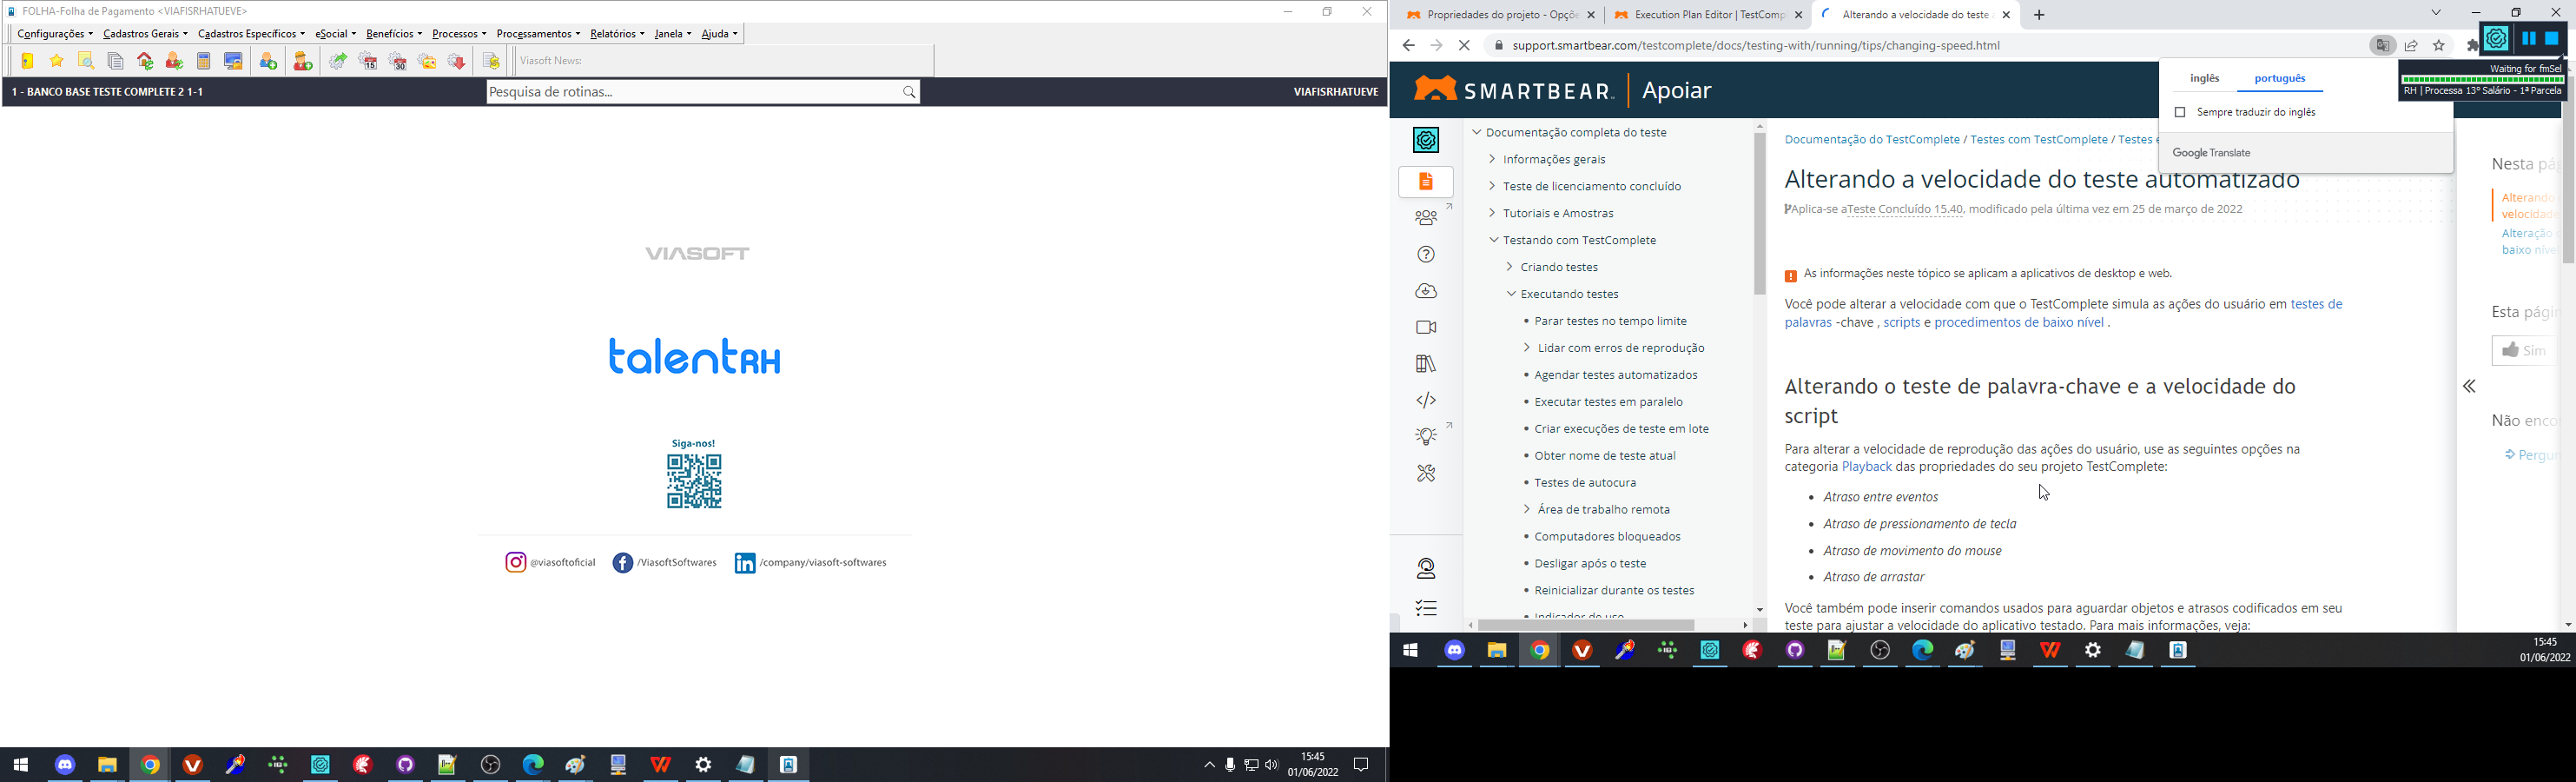 FOLHA-Folha de Pagamento <VIAFISRHATUEVE>
Configurações Cadastros Gerais Cadastros Específicos eSocial Benefícios Processos Processamentos Relatórios Janela Ajuda
15 30 Viasoft News:
1 - BANCO BASE TESTE COMPLETE 2 1-1
Pesquisa de rotinas...
VIAFISRHATUEVE
VIASOFT
talentRH
Siga-nos!
@viasoftoficial /ViasoftSoftwares /company/viasoft-softwares
15:45
01/06/2022
Propriedades do projeto - Opçõe
Execution Plan Editor | TestComp
Alterando a velocidade do teste
support.smartbear.com/testcomplete/docs/testing-with/running/tips/changing-speed.html
Waiting for fmSel
RH | Processa 13º Salário - 1ª Parcela
inglês português
Sempre traduzir do inglês
Google Translate
SMARTBEAR Apoiar
Documentação completa do teste
Informações gerais
Teste de licenciamento concluído
Tutoriais e Amostras
Testando com TestComplete
Criando testes
Executando testes
Parar testes no tempo limite
Lidar com erros de reprodução
Agendar testes automatizados
Executar testes em paralelo
Criar execuções de teste em lote
Obter nome de teste atual
Testes de autocura
Área de trabalho remota
Computadores bloqueados
Desligar após o teste
Reinicializar durante os testes
Indicador de uso
Documentação do TestComplete / Testes com TestComplete / Testes e
Alterando a velocidade do teste automatizado
Aplica-se aTeste Concluído 15.40, modificado pela última vez em 25 de março de 2022
As informações neste tópico se aplicam a aplicativos de desktop e web.
Você pode alterar a velocidade com que o TestComplete simula as ações do usuário em testes de
palavras -chave , scripts e procedimentos de baixo nível .
Alterando o teste de palavra-chave e a velocidade do
script
Para alterar a velocidade de reprodução das ações do usuário, use as seguintes opções na
categoria Playback das propriedades do seu projeto TestComplete:
Atraso entre eventos
Atraso de pressionamento de tecla
Atraso de movimento do mouse
Atraso de arrastar
Você também pode inserir comandos usados para aguardar objetos e atrasos codificados em seu
teste para ajustar a velocidade do aplicativo testado. Para mais informações, veja:
Nesta pá
Alterando
velocidade
Alteração
baixo nível
Esta págin
Sim
Não enco
Pergun
15:45
01/06/2022